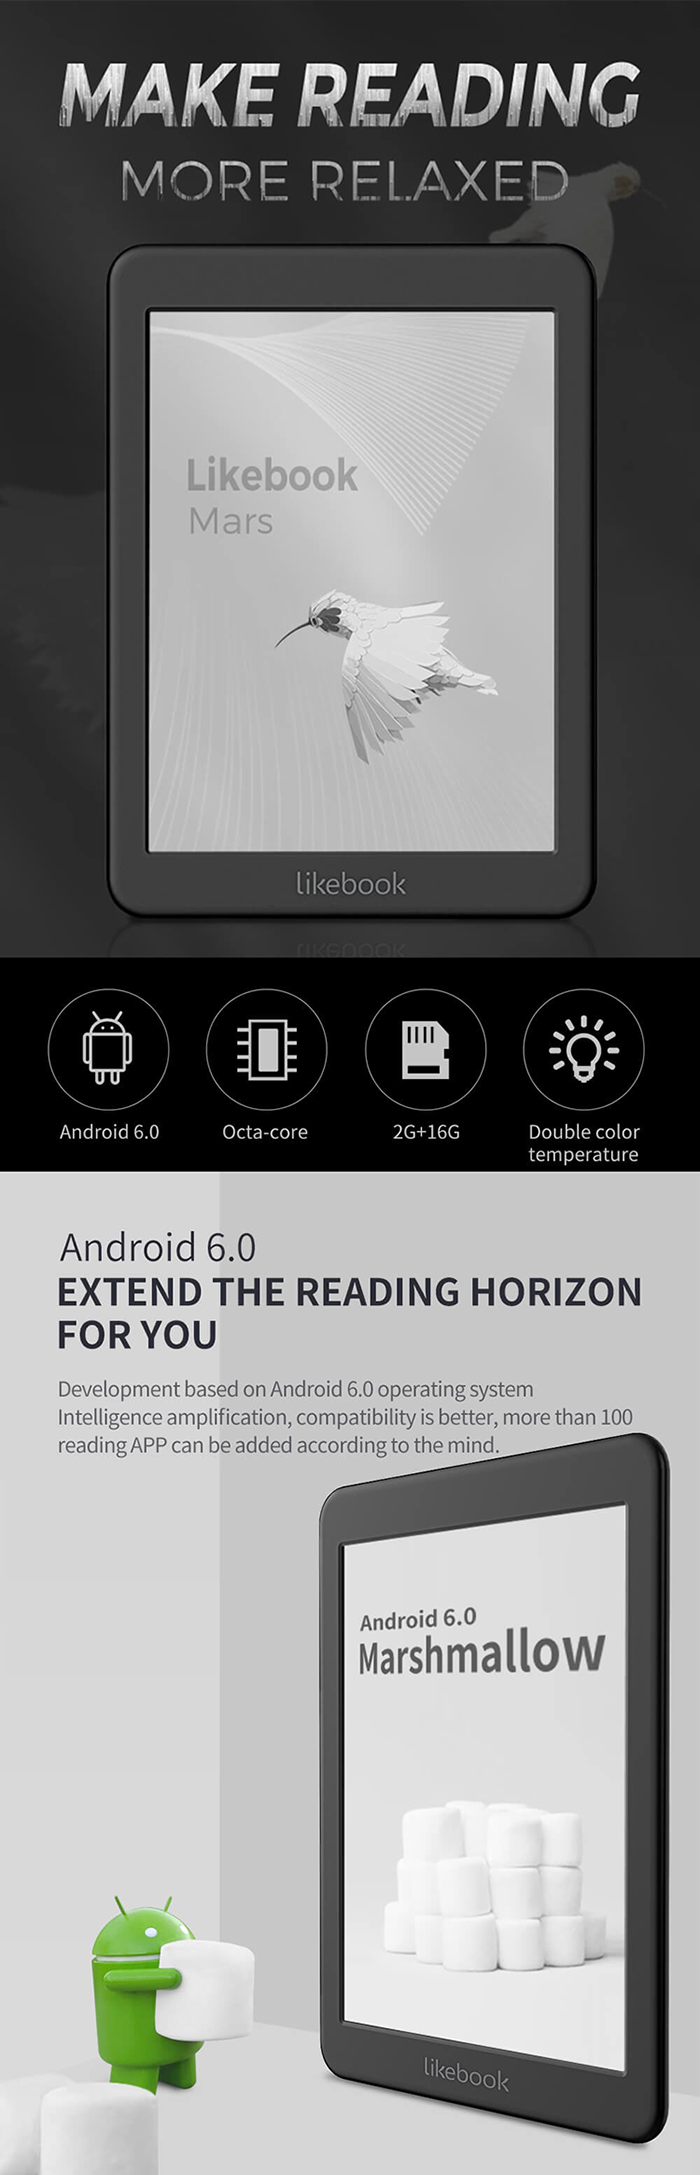 MAKE READING
MORE RELAXED
Likebook
Mars
likebook
likebook
Android 6.0
Octa-core
2G+16G
Double color
temperature
Android 6.0
EXTEND THE READING HORIZON
FOR YOU
Development based on Android 6.0 operating system
Intelligence amplification, compatibility is better, more than 100
reading APP can be added according to the mind.
Android 6.0
Marshmallow
likebook